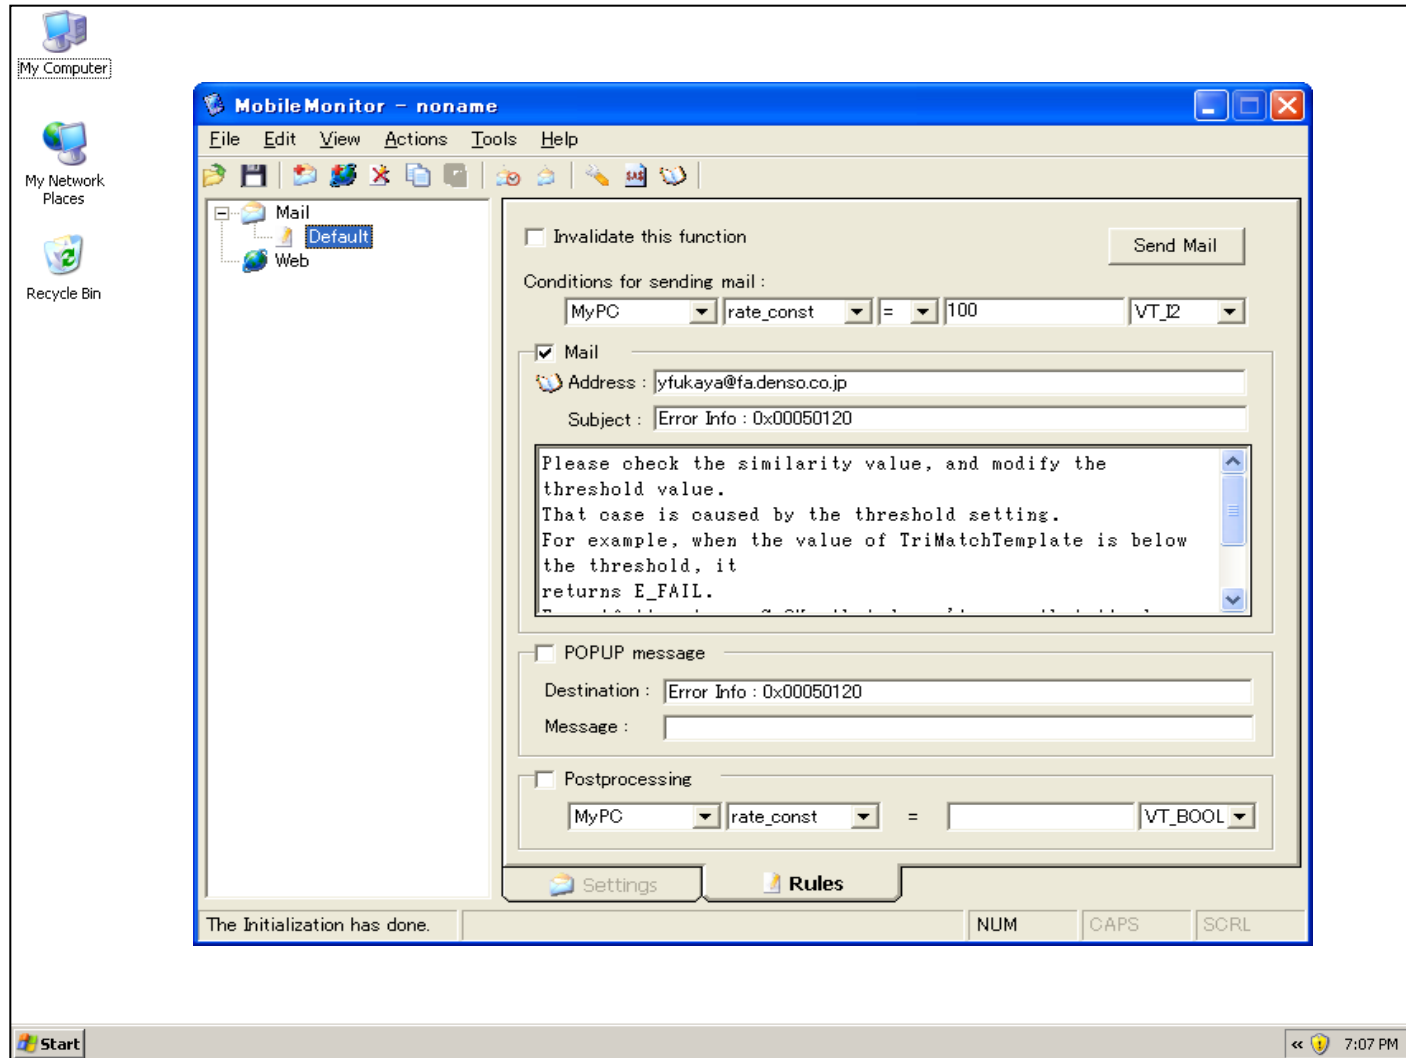 My Computer
My Network
Places
Recycle Bin
MobileMonitor - noname
File Edit View Actions Tools Help
Mail
Default
Web
Invalidate this function
Send Mail
Conditions for sending mail :
MyPC rate_const = 100 VT_I2
Mail
Address : yfukaya@fa.denso.co.jp
Subject : Error Info : 0x00050120
Please check the similarity value, and modify the
threshold value.
That case is caused by the threshold setting.
For example, when the value of TriMatchTemplate is below
the threshold, it
returns E_FAIL.
POPUP message
Destination : Error Info : 0x00050120
Message :
Postprocessing
MyPC rate_const = VT_BOOL
Settings Rules
The Initialization has done. NUM CAPS SCRL
Start « 7:07 PM